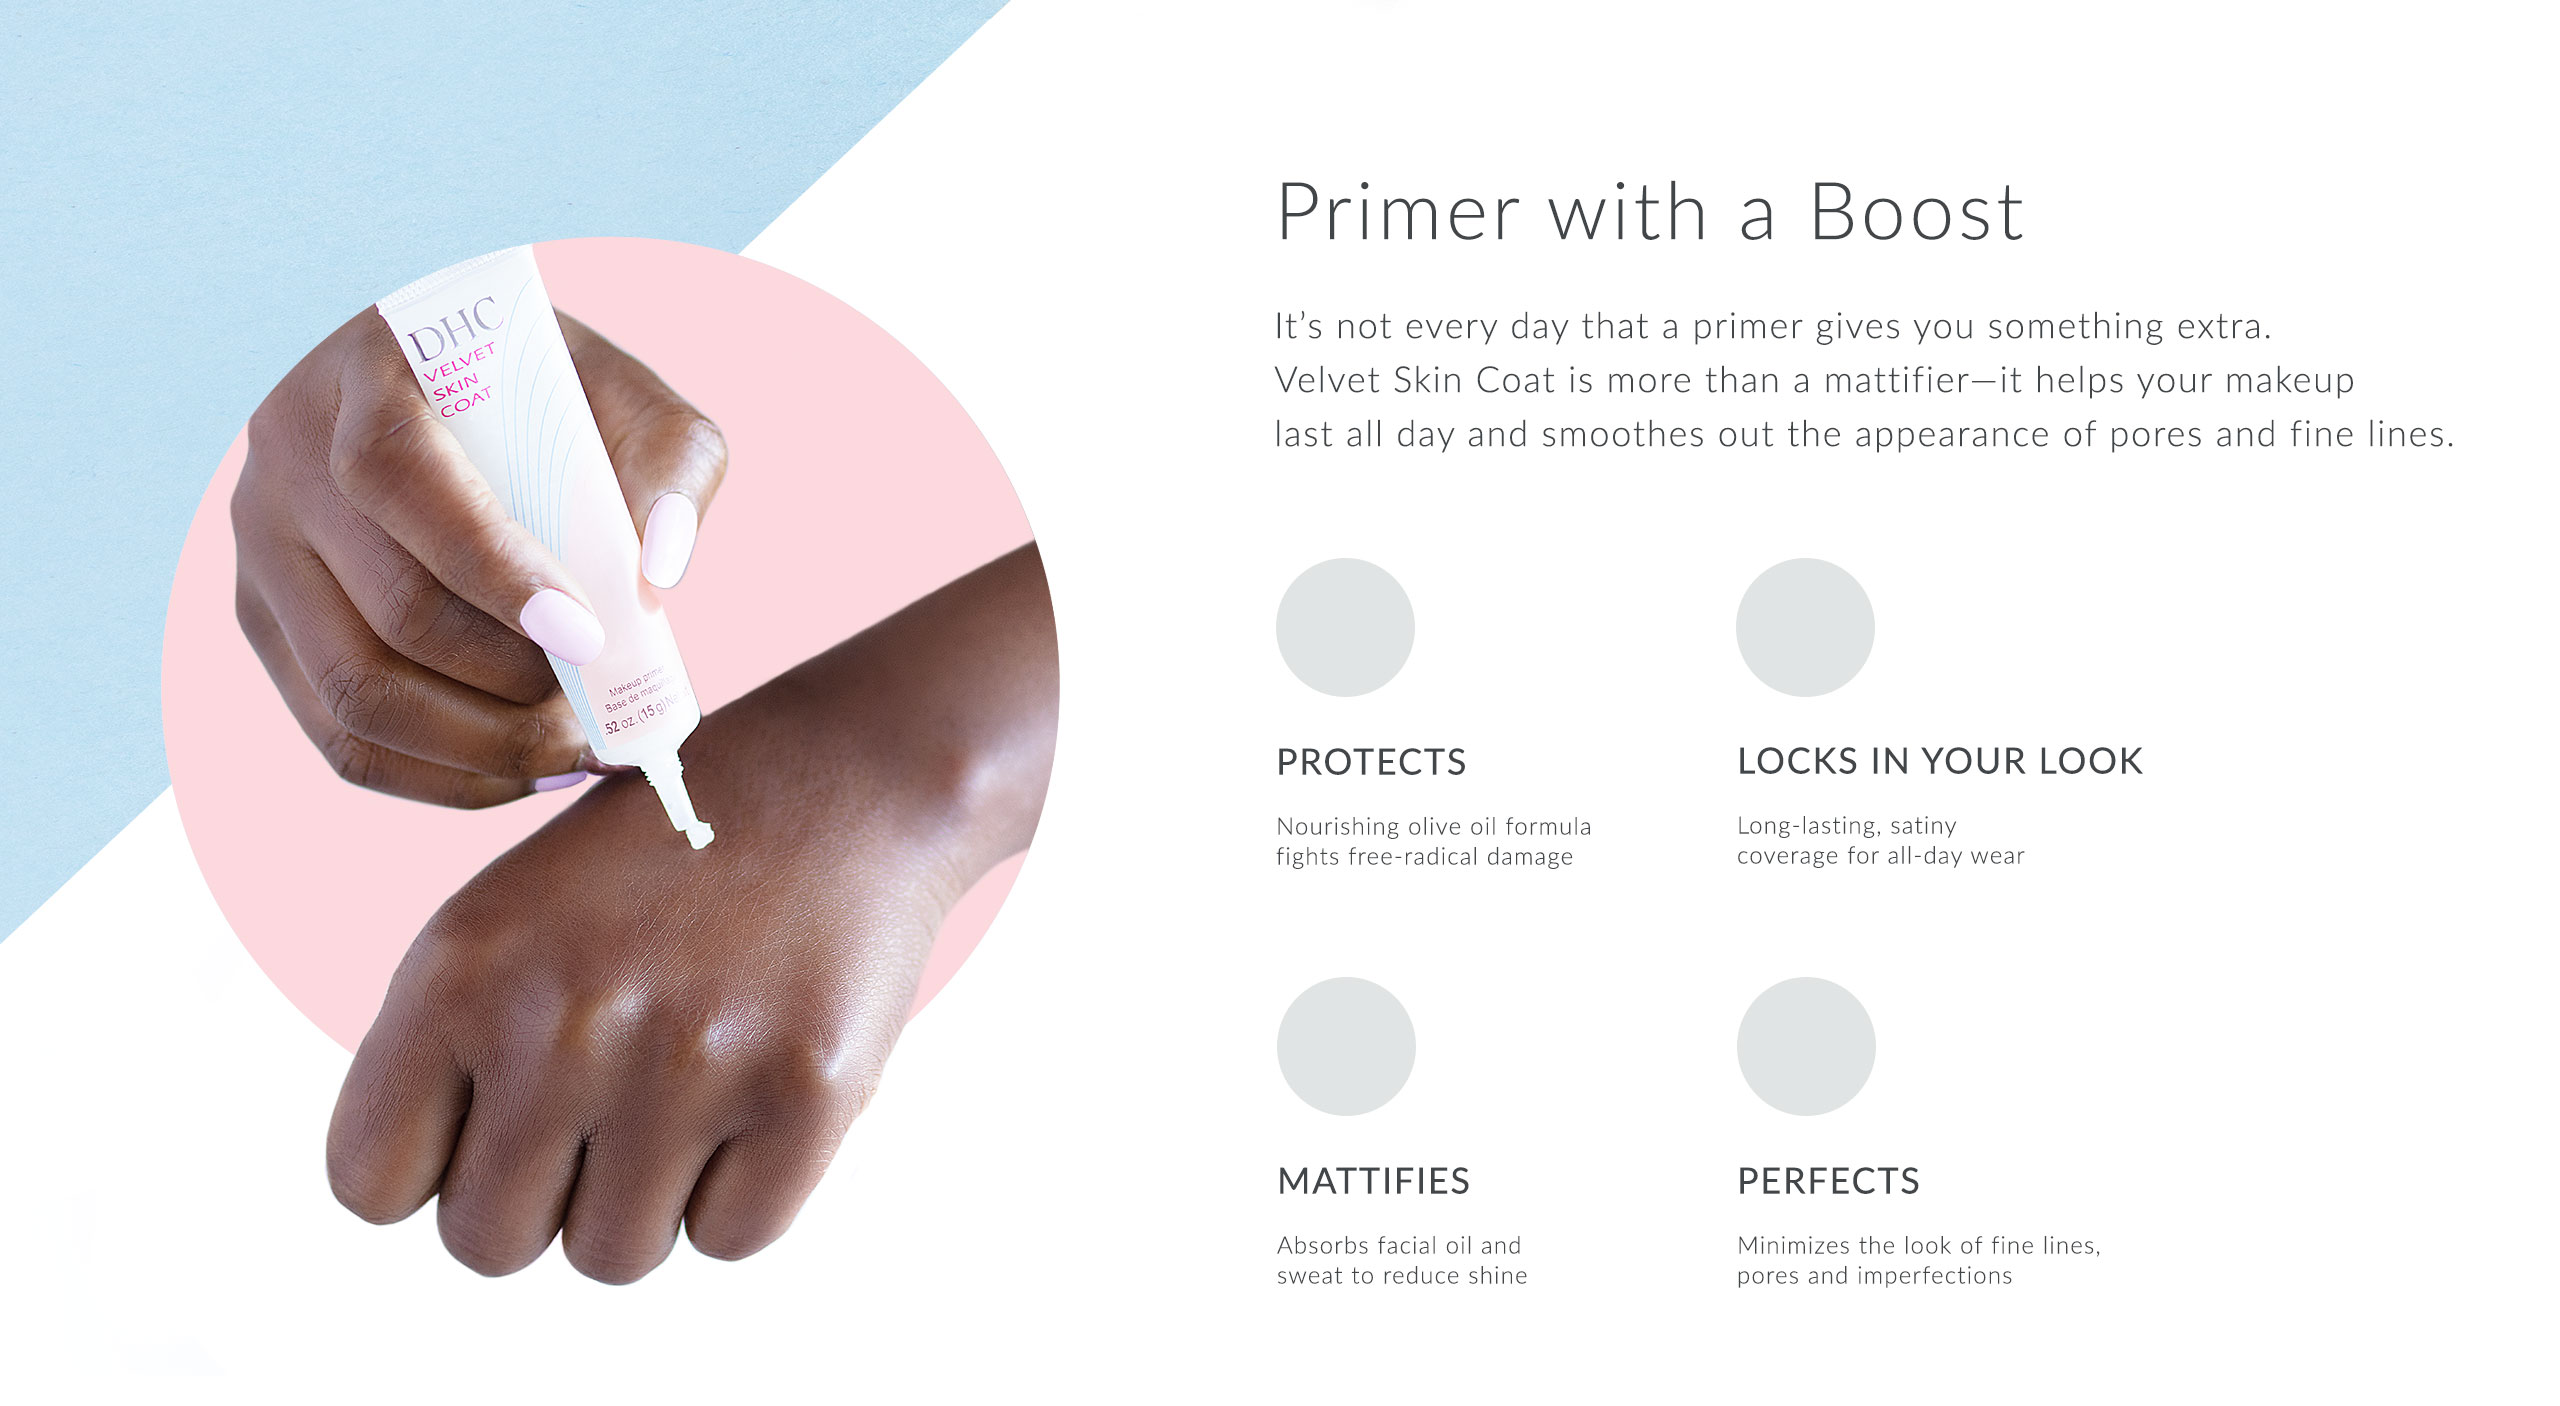 DHC
VELVET
SKIN
COAT
Makeup primer
Base de
.52 oz. (15 g)
Primer with a Boost
It’s not every day that a primer gives you something extra.
Velvet Skin Coat is more than a mattifier—it helps your makeup
last all day and smoothes out the appearance of pores and fine lines.
PROTECTS
Nourishing olive oil formula
fights free-radical damage
LOCKS IN YOUR LOOK
Long-lasting, satiny
coverage for all-day wear
MATTIFIES
Absorbs facial oil and
sweat to reduce shine
PERFECTS
Minimizes the look of fine lines,
pores and imperfections